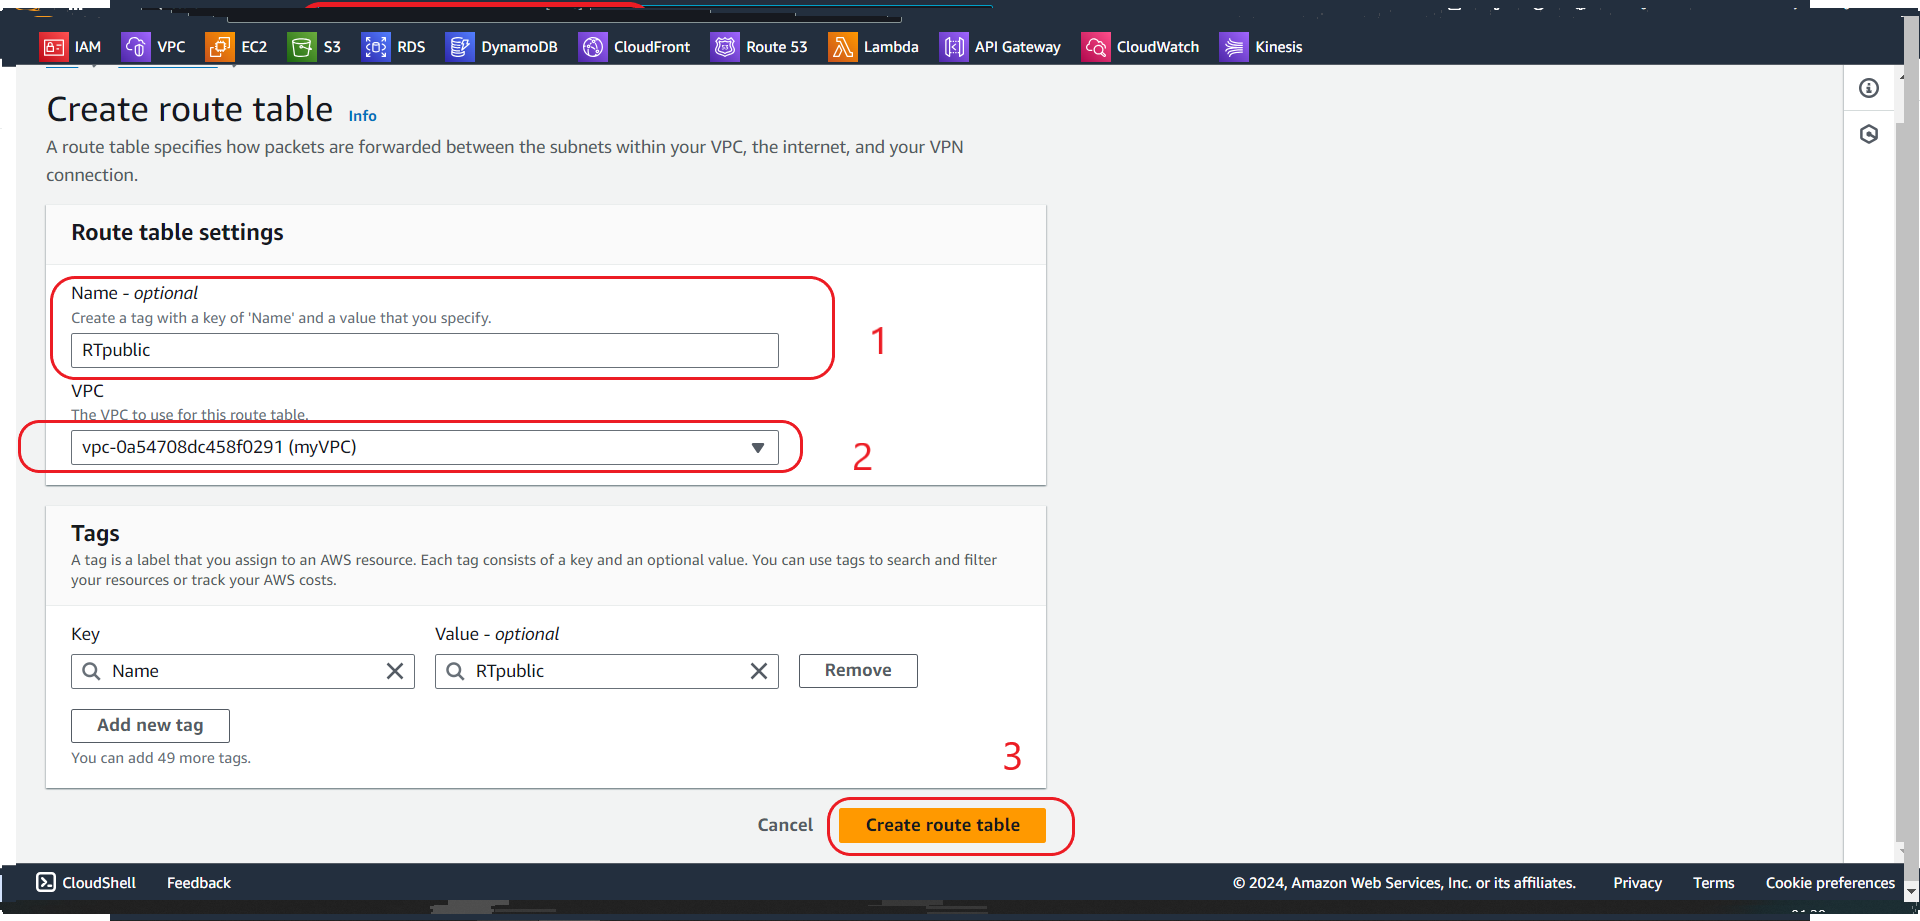 IAM VPC EC2 S3 RDS DynamoDB CloudFront Route 53 Lambda API Gateway CloudWatch Kinesis
Create route table Info
A route table specifies how packets are forwarded between the subnets within your VPC, the internet, and your VPN
connection.
Route table settings
Name - optional
Create a tag with a key of 'Name' and a value that you specify.
RTpublic
1
VPC
The VPC to use for this route table.
vpc-0a54708dc458f0291 (myVPC)
2
Tags
A tag is a label that you assign to an AWS resource. Each tag consists of a key and an optional value. You can use tags to search and filter
your resources or track your AWS costs.
Key Value - optional
Name RTpublic Remove
Add new tag
You can add 49 more tags.
3
Cancel Create route table
CloudShell Feedback © 2024, Amazon Web Services, Inc. or its affiliates. Privacy Terms Cookie preferences